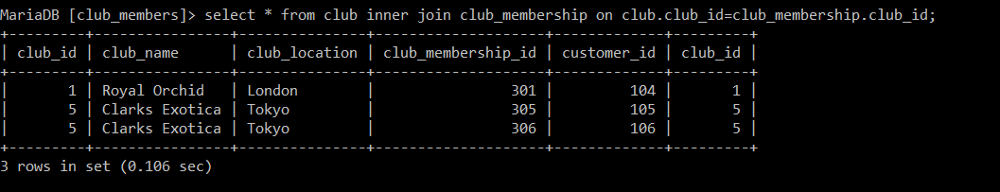 MariaDB [club_members]> select * from club inner join club_membership on club.club_id=club_membership.club_id;
+---------+---------------+---------------+--------------------+-------------+---------+
| club_id | club_name     | club_location | club_membership_id | customer_id | club_id |
+---------+---------------+---------------+--------------------+-------------+---------+
|       1 | Royal Orchid  | London        |                301 |         104 |       1 |
|       5 | Clarks Exotica | Tokyo         |                305 |         105 |       5 |
|       5 | Clarks Exotica | Tokyo         |                306 |         106 |       5 |
+---------+---------------+---------------+--------------------+-------------+---------+
3 rows in set (0.106 sec)